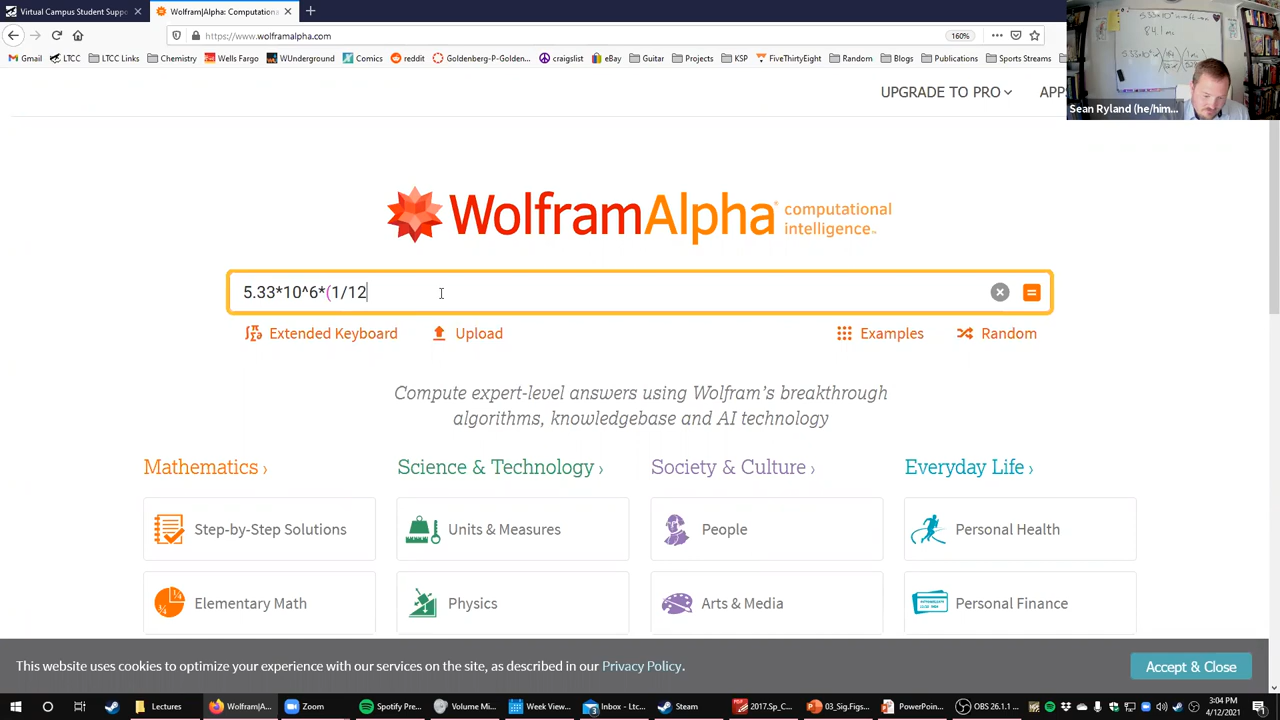 Virtual Campus Student Suppo
Wolfram|Alpha: Computationa
https://www.wolframalpha.com
160%
Gmail
LTCC
LTCC Links
Chemistry
Wells Fargo
WUnderground
Comics
reddit
Goldenberg-P-Golden...
craigslist
eBay
Guitar
Projects
KSP
FiveThirtyEight
Random
Blogs
Publications
Sports Streams
84.1 mi
Sean Ryland (he/him...
UPGRADE TO PRO
APPS
WolframAlpha computational intelligence™
5.33*10^6*(1/12
Extended Keyboard
Upload
Examples
Random
Compute expert-level answers using Wolfram's breakthrough
algorithms, knowledgebase and AI technology
Mathematics ›
Science & Technology ›
Society & Culture ›
Everyday Life ›
Step-by-Step Solutions
Units & Measures
People
Personal Health
Elementary Math
Physics
Arts & Media
Personal Finance
This website uses cookies to optimize your experience with our services on the site, as described in our Privacy Policy.
Accept & Close
Lectures
Wolfram|A...
Zoom
Spotify Pre...
Volume Mi...
Week View...
Inbox - Ltc...
Steam
2017.Sp_C...
03_Sig.Figs...
PowerPoin...
OBS 26.1.1 ...
3:04 PM
4/12/2021